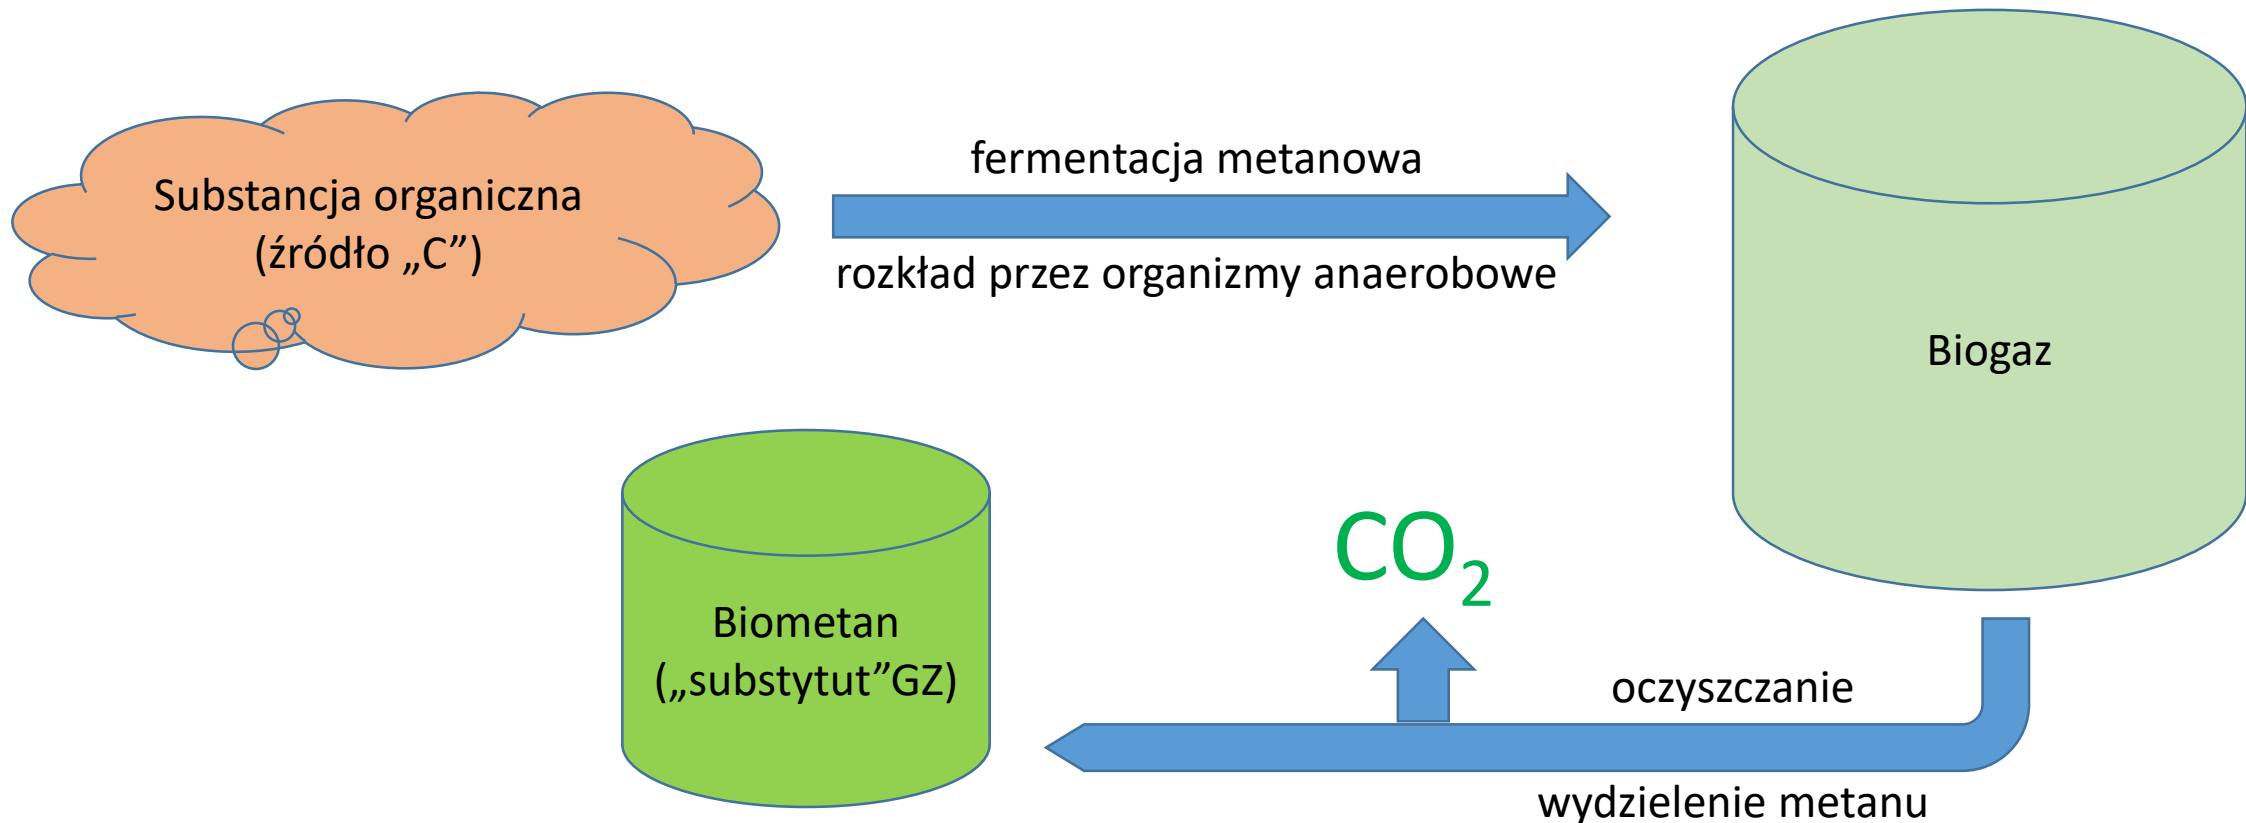 Substancja organiczna
(źródło „C”)
fermentacja metanowa
rozkład przez organizmy anaerobowe
Biogaz
CO₂
oczyszczanie
wydzielenie metanu
Biometan
(„substytut”GZ)